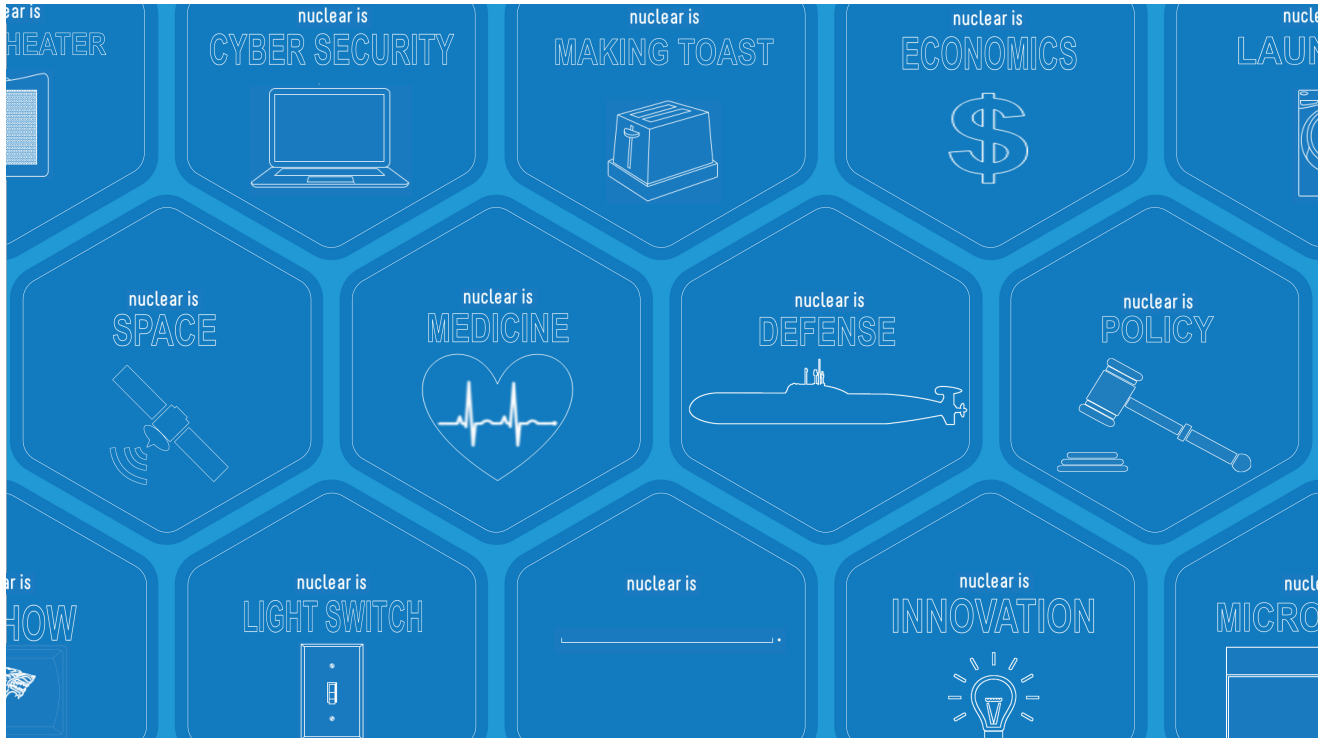 ear is
HEATER
nuclear is
CYBER SECURITY
nuclear is
MAKING TOAST
nuclear is
ECONOMICS
$
nucle
LAUN
nuclear is
SPACE
nuclear is
MEDICINE
nuclear is
DEFENSE
nuclear is
POLICY
ar is
HOW
nuclear is
LIGHT SWITCH
nuclear is
nuclear is
INNOVATION
nucl
MICRO